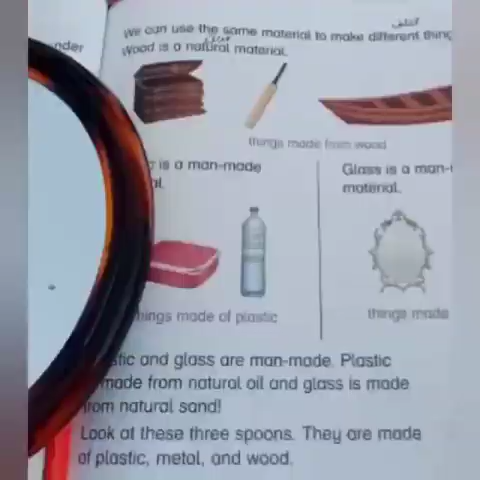 We can use the same material to make different thing
Wood is a natural material.
nder
things made from wood
is a man-made
al.
Glass is a man-
material.
hings made of plastic
things made
stic and glass are man-made. Plastic
made from natural oil and glass is made
from natural sand!
Look at these three spoons. They are made
of plastic, metal, and wood.